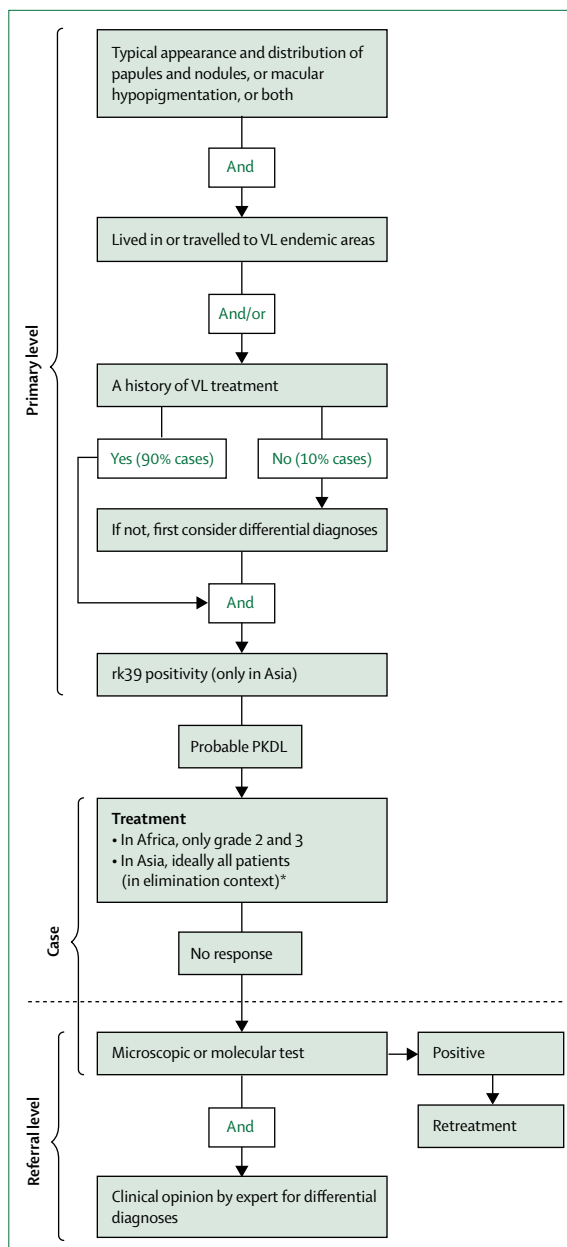 Typical appearance and distribution of
papules and nodules, or macular
hypopigmentation, or both
And
Lived in or travelled to VL endemic areas
And/or
Primary level
A history of VL treatment
Yes (90% cases)
No (10% cases)
If not, first consider differential diagnoses
And
rk39 positivity (only in Asia)
Probable PKDL
Treatment
• In Africa, only grade 2 and 3
• In Asia, ideally all patients
(in elimination context)*
Case
No response
Microscopic or molecular test
Positive
Referral level
And
Retreatment
Clinical opinion by expert for differential
diagnoses